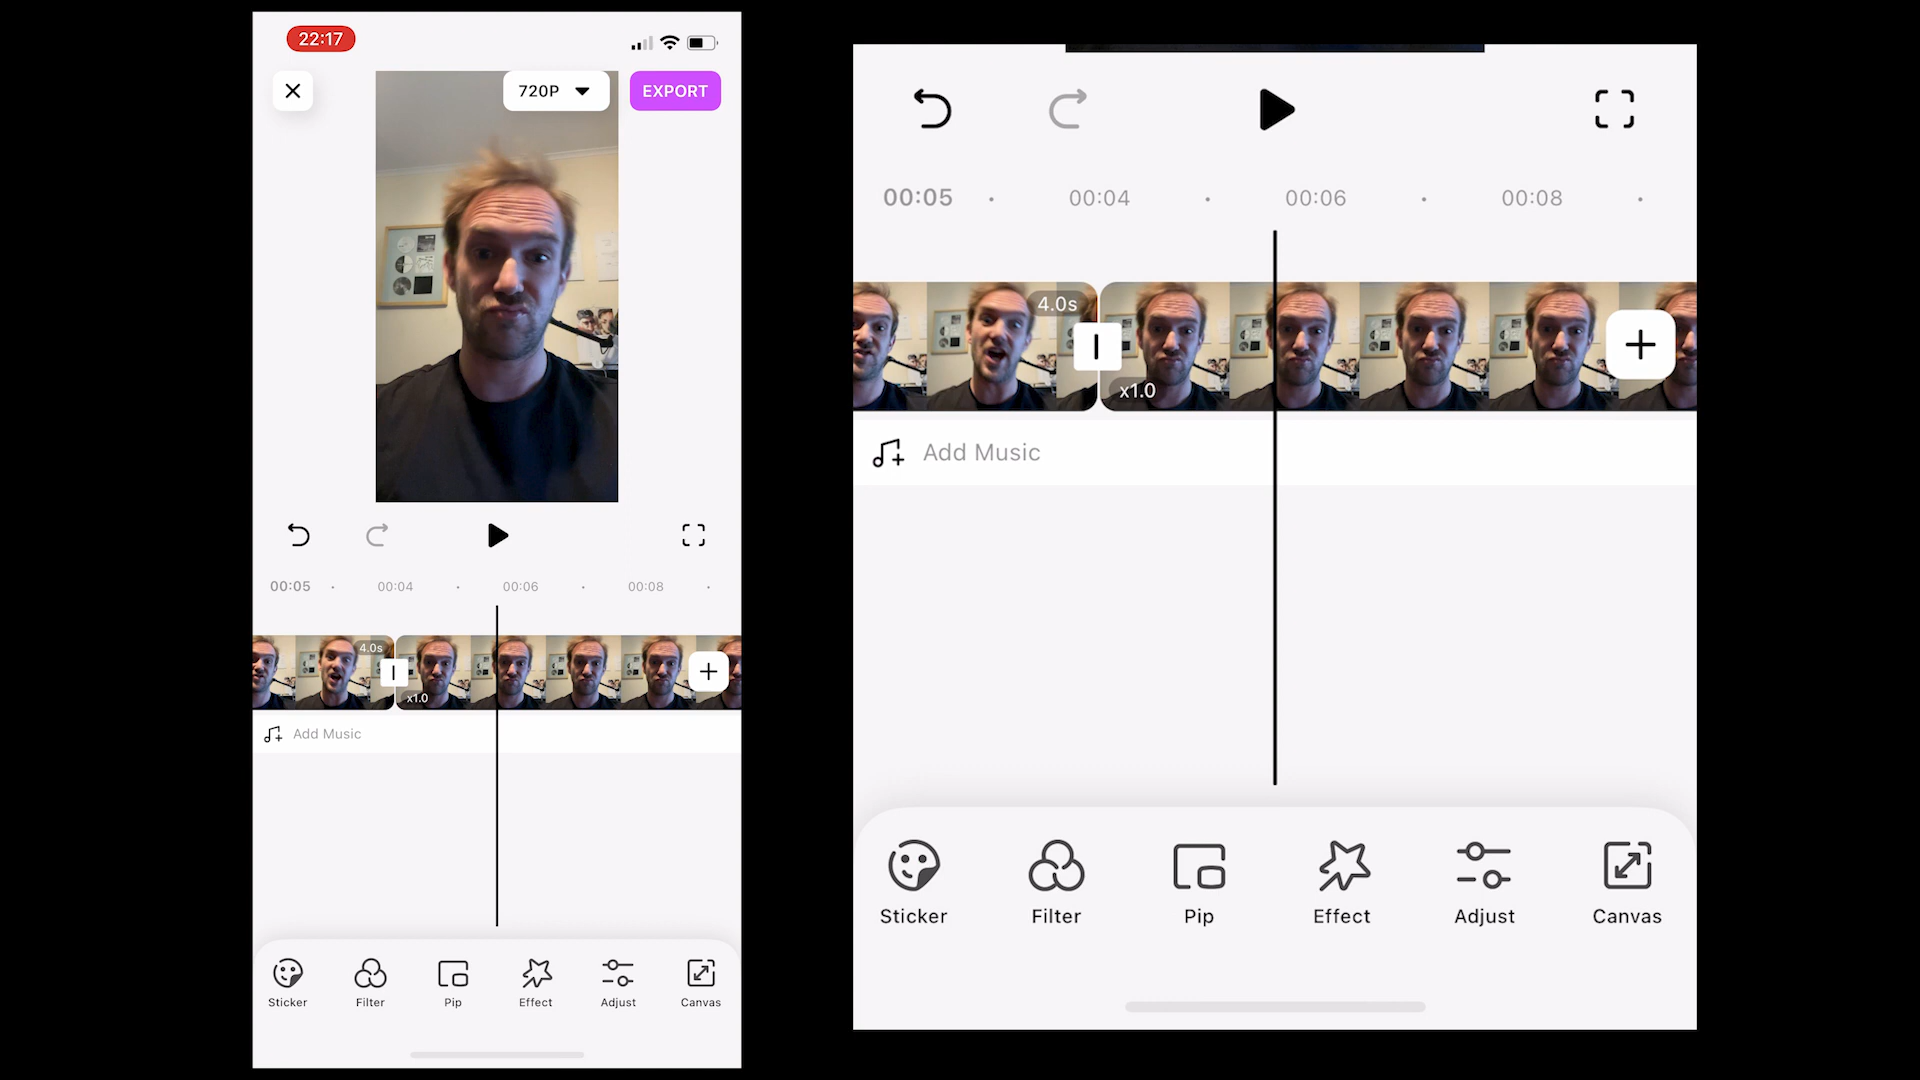 22:17
720P
EXPORT
00:05 00:04 00:06 00:08
4.0s
x1.0
Add Music
Sticker Filter Pip Effect Adjust Canvas
00:05 00:04 00:06 00:08
4.0s
x1.0
Add Music
Sticker Filter Pip Effect Adjust Canvas